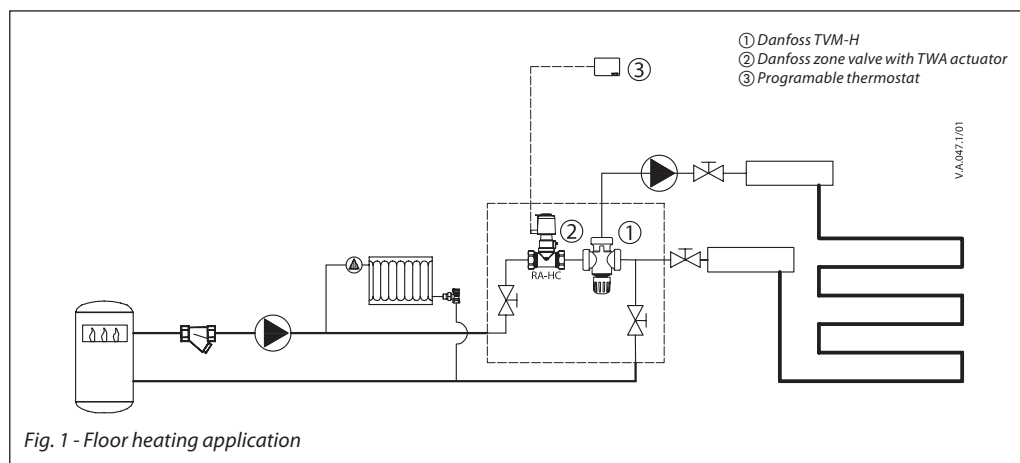 ① Danfoss TVM-H
② Danfoss zone valve with TWA actuator
③ Programable thermostat
③
V.A.047.1/01
② ①
RA-HC
Fig. 1 - Floor heating application